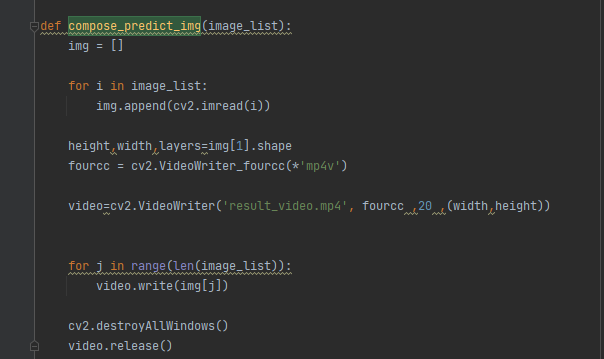 def compose_predict_img(image_list):
    img = []
    for i in image_list:
        img.append(cv2.imread(i))
    height,width,layers=img[1].shape
    fourcc = cv2.VideoWriter_fourcc(*'mp4v')
    video=cv2.VideoWriter('result_video.mp4', fourcc ,20 ,(width,height))
    for j in range(len(image_list)):
        video.write(img[j])
    cv2.destroyAllWindows()
    video.release()